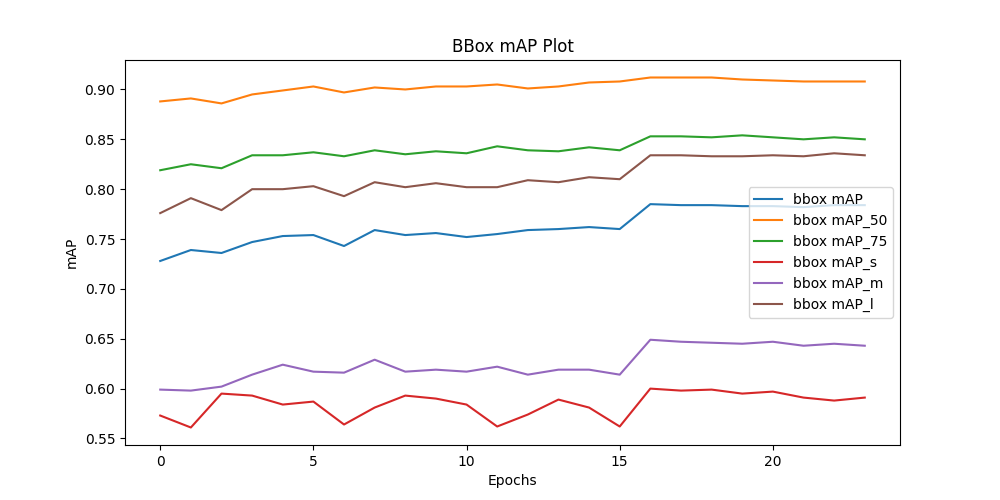 BBox mAP Plot
mAP
0.90
0.85
0.80
0.75
0.70
0.65
0.60
0.55
bbox mAP
bbox mAP_50
bbox mAP_75
bbox mAP_s
bbox mAP_m
bbox mAP_l
0 5 10 15 20
Epochs